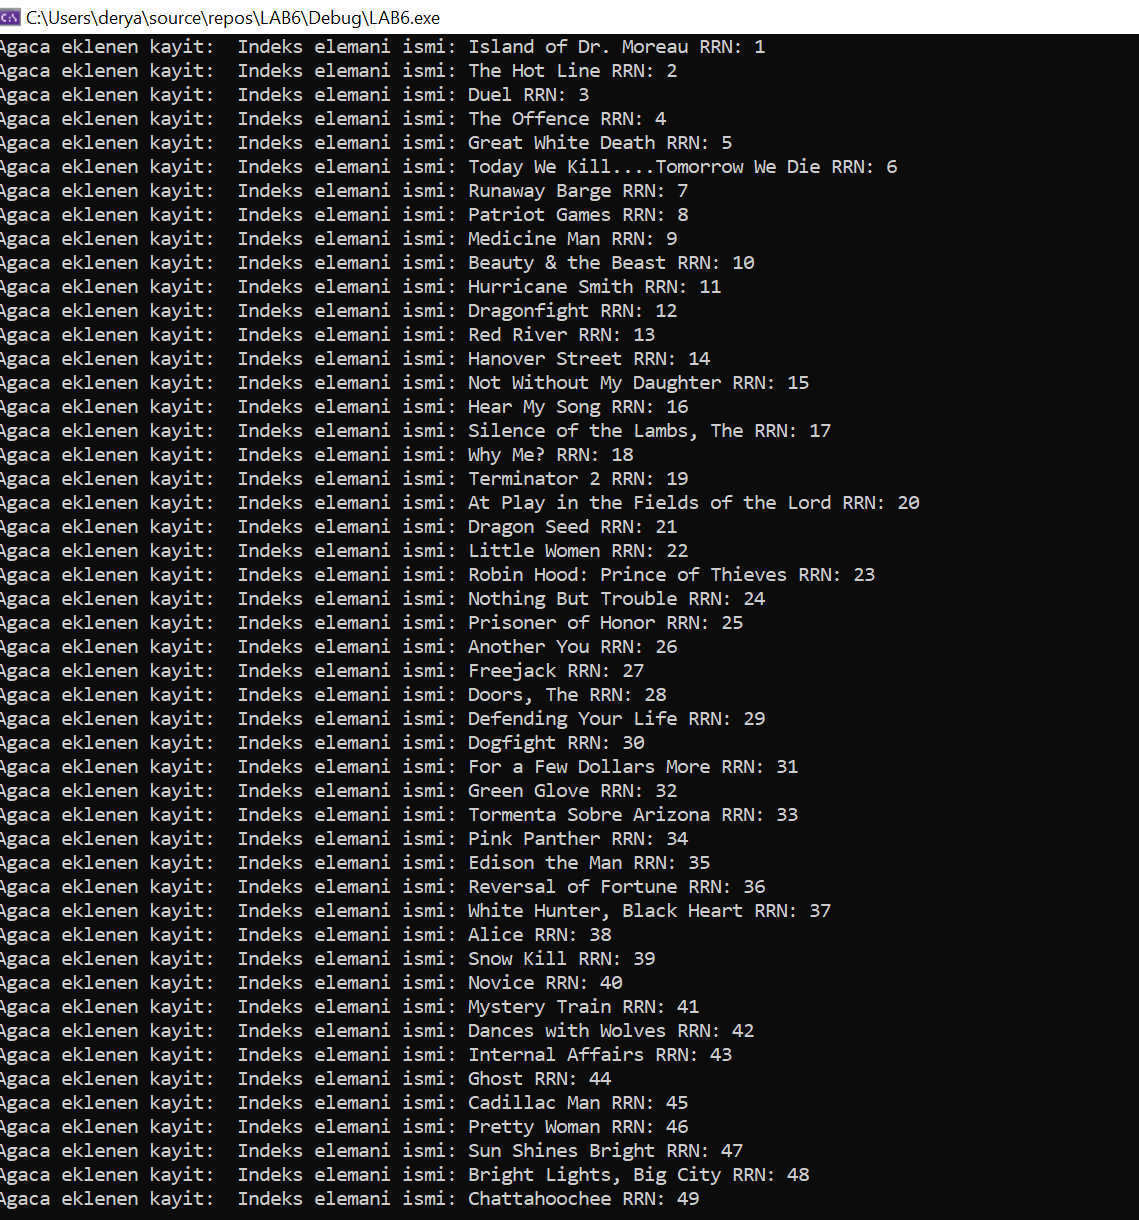 C:\Users\derya\source\repos\LAB6\Debug\LAB6.exe
Agaca eklenen kayit:  Indeks elemani ismi: Island of Dr. Moreau RRN: 1
Agaca eklenen kayit:  Indeks elemani ismi: The Hot Line RRN: 2
Agaca eklenen kayit:  Indeks elemani ismi: Duel RRN: 3
Agaca eklenen kayit:  Indeks elemani ismi: The Offence RRN: 4
Agaca eklenen kayit:  Indeks elemani ismi: Great White Death RRN: 5
Agaca eklenen kayit:  Indeks elemani ismi: Today We Kill....Tomorrow We Die RRN: 6
Agaca eklenen kayit:  Indeks elemani ismi: Runaway Barge RRN: 7
Agaca eklenen kayit:  Indeks elemani ismi: Patriot Games RRN: 8
Agaca eklenen kayit:  Indeks elemani ismi: Medicine Man RRN: 9
Agaca eklenen kayit:  Indeks elemani ismi: Beauty & the Beast RRN: 10
Agaca eklenen kayit:  Indeks elemani ismi: Hurricane Smith RRN: 11
Agaca eklenen kayit:  Indeks elemani ismi: Dragonfight RRN: 12
Agaca eklenen kayit:  Indeks elemani ismi: Red River RRN: 13
Agaca eklenen kayit:  Indeks elemani ismi: Hanover Street RRN: 14
Agaca eklenen kayit:  Indeks elemani ismi: Not Without My Daughter RRN: 15
Agaca eklenen kayit:  Indeks elemani ismi: Hear My Song RRN: 16
Agaca eklenen kayit:  Indeks elemani ismi: Silence of the Lambs, The RRN: 17
Agaca eklenen kayit:  Indeks elemani ismi: Why Me? RRN: 18
Agaca eklenen kayit:  Indeks elemani ismi: Terminator 2 RRN: 19
Agaca eklenen kayit:  Indeks elemani ismi: At Play in the Fields of the Lord RRN: 20
Agaca eklenen kayit:  Indeks elemani ismi: Dragon Seed RRN: 21
Agaca eklenen kayit:  Indeks elemani ismi: Little Women RRN: 22
Agaca eklenen kayit:  Indeks elemani ismi: Robin Hood: Prince of Thieves RRN: 23
Agaca eklenen kayit:  Indeks elemani ismi: Nothing But Trouble RRN: 24
Agaca eklenen kayit:  Indeks elemani ismi: Prisoner of Honor RRN: 25
Agaca eklenen kayit:  Indeks elemani ismi: Another You RRN: 26
Agaca eklenen kayit:  Indeks elemani ismi: Freejack RRN: 27
Agaca eklenen kayit:  Indeks elemani ismi: Doors, The RRN: 28
Agaca eklenen kayit:  Indeks elemani ismi: Defending Your Life RRN: 29
Agaca eklenen kayit:  Indeks elemani ismi: Dogfight RRN: 30
Agaca eklenen kayit:  Indeks elemani ismi: For a Few Dollars More RRN: 31
Agaca eklenen kayit:  Indeks elemani ismi: Green Glove RRN: 32
Agaca eklenen kayit:  Indeks elemani ismi: Tormenta Sobre Arizona RRN: 33
Agaca eklenen kayit:  Indeks elemani ismi: Pink Panther RRN: 34
Agaca eklenen kayit:  Indeks elemani ismi: Edison the Man RRN: 35
Agaca eklenen kayit:  Indeks elemani ismi: Reversal of Fortune RRN: 36
Agaca eklenen kayit:  Indeks elemani ismi: White Hunter, Black Heart RRN: 37
Agaca eklenen kayit:  Indeks elemani ismi: Alice RRN: 38
Agaca eklenen kayit:  Indeks elemani ismi: Snow Kill RRN: 39
Agaca eklenen kayit:  Indeks elemani ismi: Novice RRN: 40
Agaca eklenen kayit:  Indeks elemani ismi: Mystery Train RRN: 41
Agaca eklenen kayit:  Indeks elemani ismi: Dances with Wolves RRN: 42
Agaca eklenen kayit:  Indeks elemani ismi: Internal Affairs RRN: 43
Agaca eklenen kayit:  Indeks elemani ismi: Ghost RRN: 44
Agaca eklenen kayit:  Indeks elemani ismi: Cadillac Man RRN: 45
Agaca eklenen kayit:  Indeks elemani ismi: Pretty Woman RRN: 46
Agaca eklenen kayit:  Indeks elemani ismi: Sun Shines Bright RRN: 47
Agaca eklenen kayit:  Indeks elemani ismi: Bright Lights, Big City RRN: 48
Agaca eklenen kayit:  Indeks elemani ismi: Chattahoochee RRN: 49